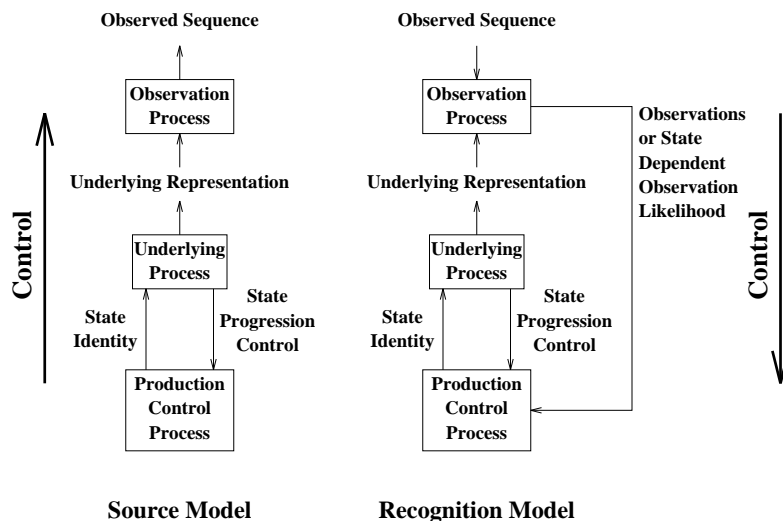 Observed Sequence
Observation
Process
Underlying Representation
Underlying
Process
State
Identity
State
Progression
Control
Production
Control
Process
Control
Source Model
Observed Sequence
Observation
Process
Observations
or State
Dependent
Observation
Likelihood
Underlying Representation
Underlying
Process
State
Identity
State
Progression
Control
Production
Control
Process
Control
Recognition Model